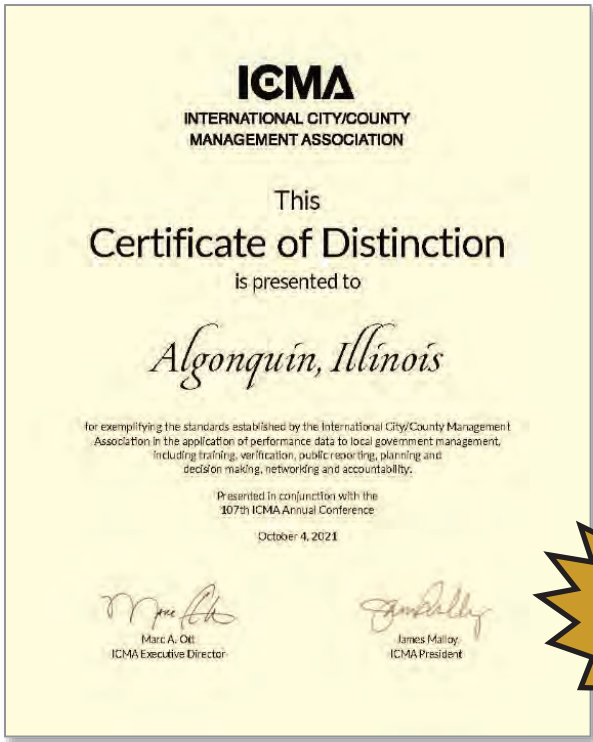 ICMA
INTERNATIONAL CITY/COUNTY
MANAGEMENT ASSOCIATION
This
Certificate of Distinction
is presented to
Algonquin, Illinois
for exemplifying the standards established by the International City/County Management
Association in the application of performance data to local government management,
including training, verification, public reporting, planning and
decision making, networking and accountability.
Presented in conjunction with the
107th ICMA Annual Conference
October 4, 2021
Marc A. Ott
ICMA Executive Director
James Malloy
ICMA President